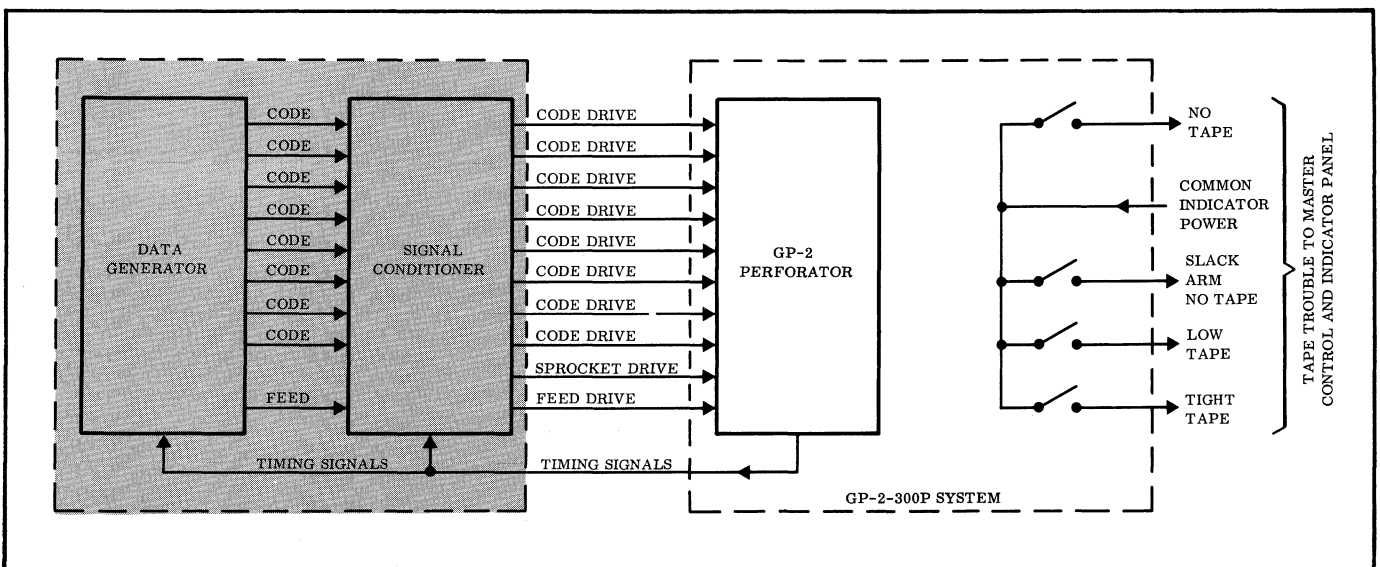 DATA
GENERATOR
CODE
CODE
CODE
CODE
CODE
CODE
CODE
CODE
FEED
SIGNAL
CONDITIONER
CODE DRIVE
CODE DRIVE
CODE DRIVE
CODE DRIVE
CODE DRIVE
CODE DRIVE
CODE DRIVE
CODE DRIVE
SPROCKET DRIVE
FEED DRIVE
GP-2
PERFORATOR
TIMING SIGNALS
TIMING SIGNALS
GP-2-300P SYSTEM
NO
TAPE
COMMON
INDICATOR
POWER
SLACK
ARM
NO TAPE
LOW
TAPE
TIGHT
TAPE
TAPE TROUBLE TO MASTER
CONTROL AND INDICATOR PANEL